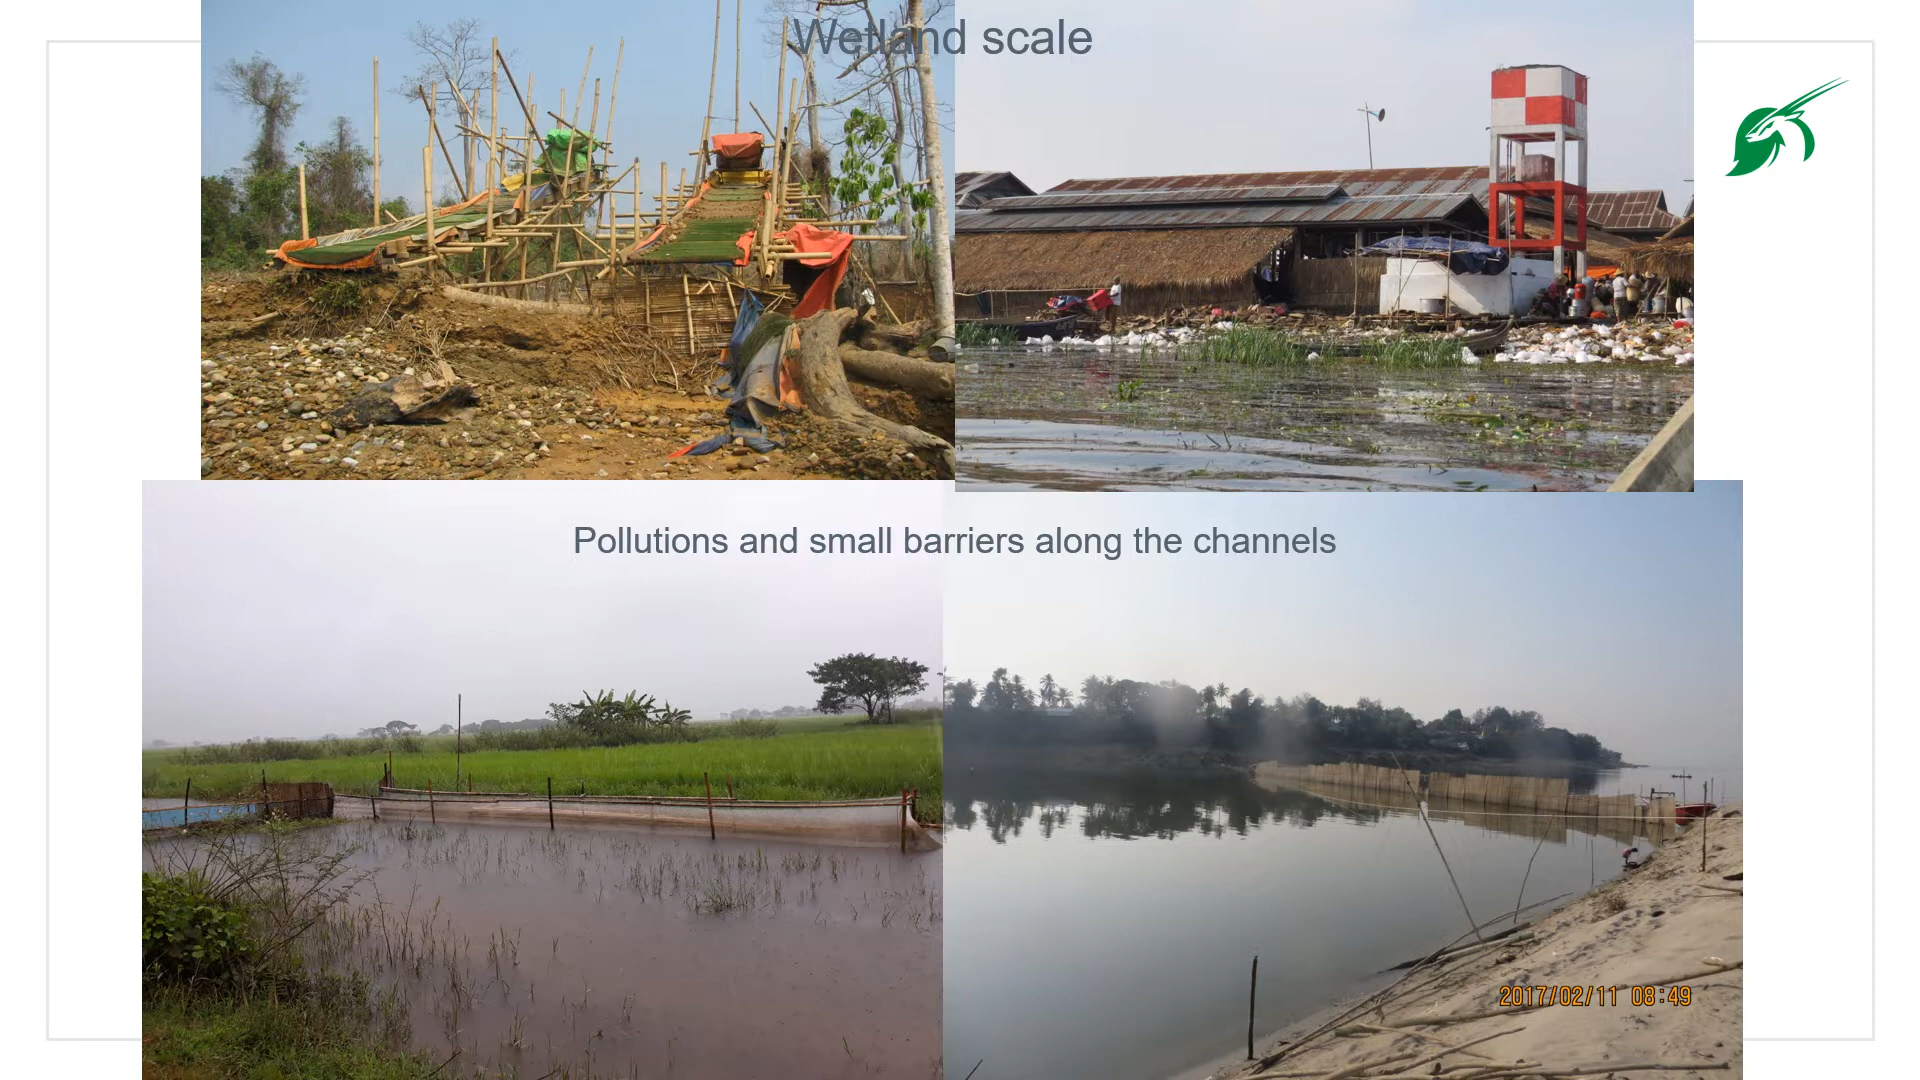 Wetland scale
Pollutions and small barriers along the channels
2017/02/11 08:49